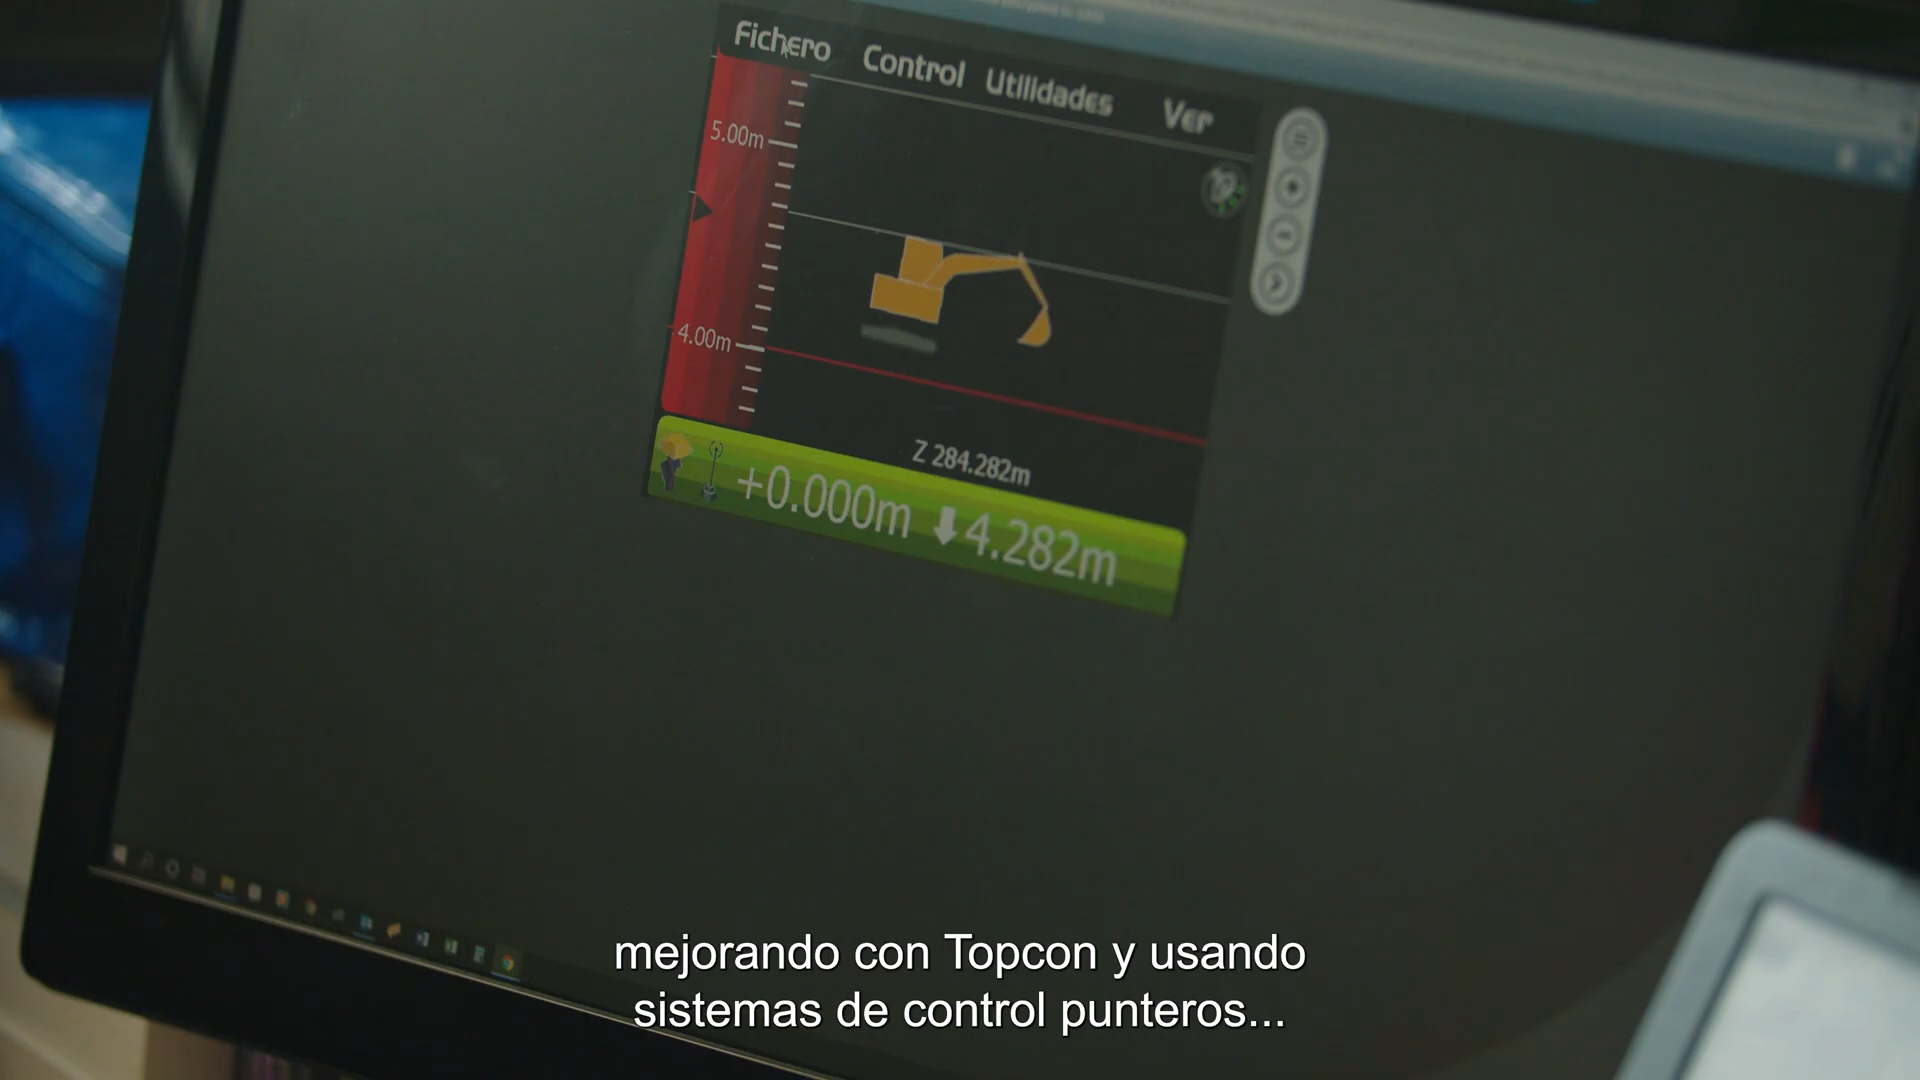 Fichero Control Utilidades Ver
5.00m
4.00m
Z 284.282m
+0.000m 4.282m
mejorando con Topcon y usando
sistemas de control punteros...